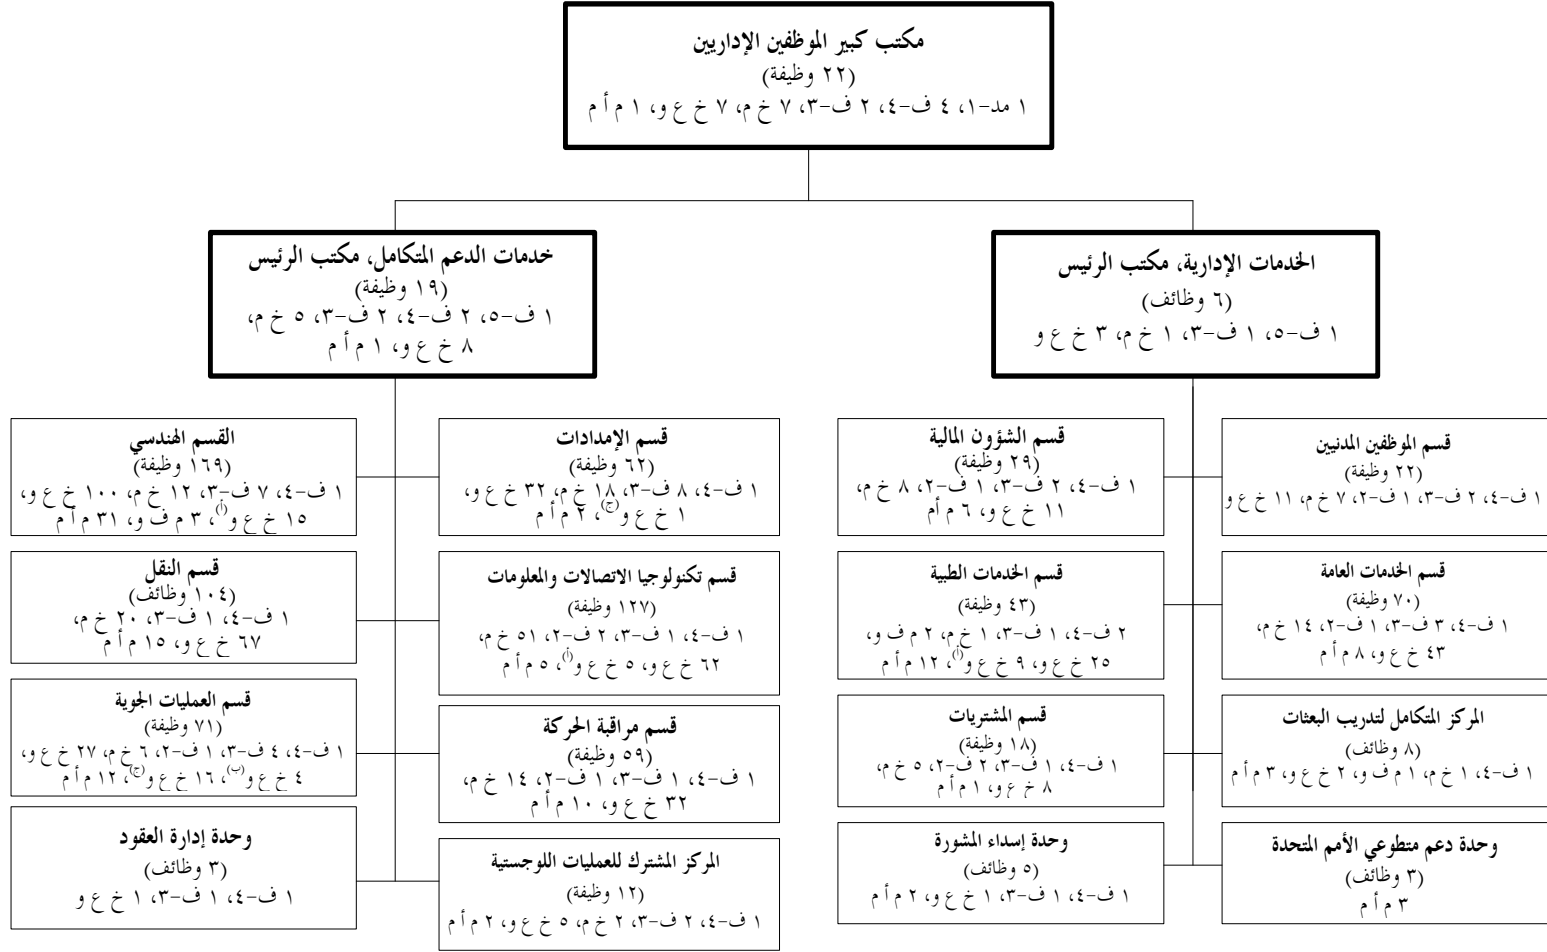 مكتب كبير الموظفين الإداريين
(٢٢ وظيفة)
١ مد-١، ٤ ف-٤، ٢ ف-٣، ٧ خ م، ٧ خ ع و، ١ م أ م
الخدمات الإدارية، مكتب الرئيس
(٦ وظائف)
١ ف-٥، ١ ف-٣، ١ خ م، ٣ خ ع و
خدمات الدعم المتكامل، مكتب الرئيس
(١٩ وظيفة)
١ ف-٥، ٢ ف-٤، ٢ ف-٣، ٥ خ م،
٨ خ ع و، ١ م أ م
قسم الموظفين المدنيين
(٢٢ وظيفة)
١ ف-٤، ٢ ف-٣، ١ ف-٢، ٧ خ م، ١١ خ ع و
قسم الشؤون المالية
(٢٩ وظيفة)
١ ف-٤، ٢ ف-٣، ١ ف-٢، ٨ خ م،
١١ خ ع و، ٦ م أم
قسم الإمدادات
(٦٢ وظيفة)
١ ف-٤، ٨ ف-٣، ١٨ خ م، ٣٢ خ ع و،
١ خ ع و(ج)، ٢ م أ م
القسم الهندسي
(١٦٩ وظيفة)
١ ف-٤، ٧ ف-٣، ١٢ خ م، ١٠٠ خ ع و،
١٥ خ ع و(أ)، ٣ م ف و، ٣١ م أ م
قسم الخدمات العامة
(٧٠ وظيفة)
١ ف-٤، ٣ ف-٣، ١ ف-٢، ١٤ خ م،
٤٣ خ ع و، ٨ م أ م
قسم الخدمات الطبية
(٤٣ وظيفة)
٢ ف-٤، ١ ف-٣، ١ خ م، ٢ م ف و،
٢٥ خ ع و، ٩ خ ع و(أ)، ١٢ م أ م
قسم تكنولوجيا الاتصالات والمعلومات
(١٢٧ وظيفة)
١ ف-٤، ١ ف-٣، ٢ ف-٢، ٥١ خ م،
٦٢ خ ع و، ٥ خ ع و(أ)، ٥ م أ م
قسم النقل
(١٠٤ وظائف)
١ ف-٤، ١ ف-٣، ٢٠ خ م،
٦٧ خ ع و، ١٥ م أ م
المركز المتكامل لتدريب البعثات
(٨ وظائف)
١ ف-٤، ١ خ م، ١ م ف و، ٢ خ ع و، ٣ م أ م
قسم المشتريات
(١٨ وظيفة)
١ ف-٤، ١ ف-٣، ٢ ف-٢، ٥ خ م،
٨ خ ع و، ١ م أ م
قسم مراقبة الحركة
(٥٩ وظيفة)
١ ف-٤، ١ ف-٣، ١ ف-٢، ١٤ خ م،
٣٢ خ ع و، ١٠ م أ م
قسم العمليات الجوية
(٧١ وظيفة)
١ ف-٤، ٤ ف-٣، ١ ف-٢، ٦ خ م، ٢٧ خ ع و،
٤ خ ع و(ب)، ١٦ خ ع و(ج)، ١٢ م أ م
وحدة دعم متطوعي الأمم المتحدة
(٣ وظائف)
٣ م أ م
وحدة إسداء المشورة
(٥ وظائف)
١ ف-٤، ١ ف-٣، ١ خ ع و، ٢ م أ م
المركز المشترك للعمليات اللوجستية
(١٢ وظيفة)
١ ف-٤، ٢ ف-٣، ٢ خ م، ٥ خ ع و، ٢ م أ م
وحدة إدارة العقود
(٣ وظائف)
١ ف-٤، ١ ف-٣، ١ خ ع و